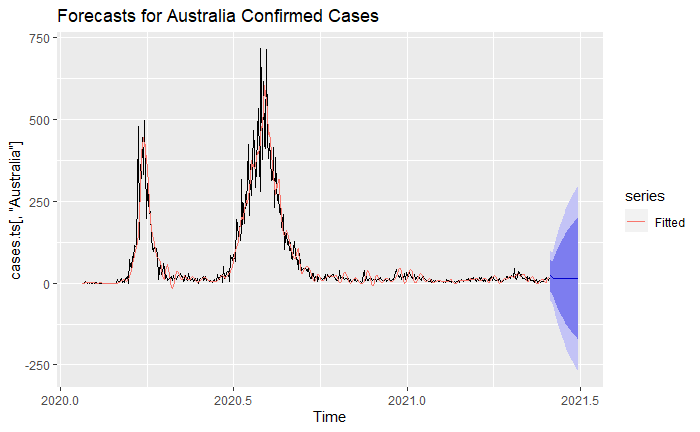 Forecasts for Australia Confirmed Cases
750
500
250
0
-250
cases.ts[, "Australia"]
2020.0
2020.5
2021.0
2021.5
Time
series
Fitted